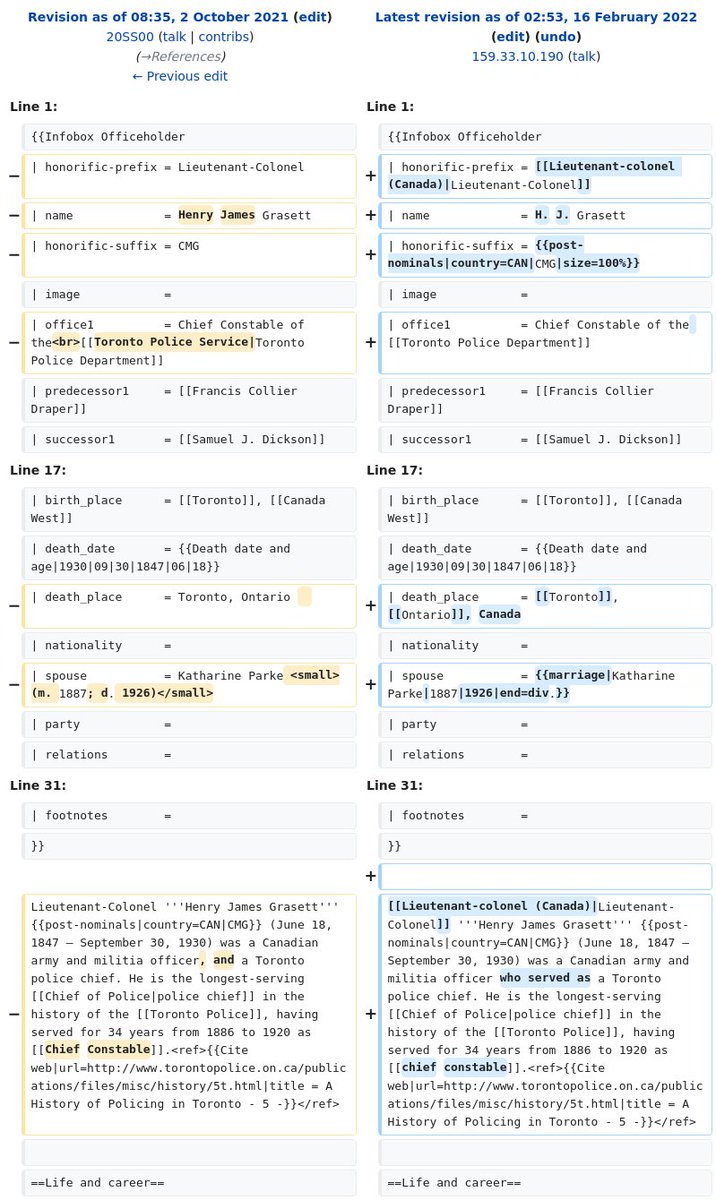 Revision as of 08:35, 2 October 2021 (edit)
20SS00 (talk | contribs)
(→References)
← Previous edit
Latest revision as of 02:53, 16 February 2022
(edit) (undo)
159.33.10.190 (talk)
Line 1:
Line 1:
{{Infobox Officeholder
{{Infobox Officeholder
− | honorific-prefix = Lieutenant-Colonel
+ | honorific-prefix = [[Lieutenant-colonel
(Canada)|Lieutenant-Colonel]]
− | name = Henry James Grasett
+ | name = H. J. Grasett
− | honorific-suffix = CMG
+ | honorific-suffix = {{post-
nominals|country=CAN|CMG|size=100%}}
| image =
| image =
− | office1 = Chief Constable of
the<br>[[Toronto Police Service|Toronto
Police Department]]
+ | office1 = Chief Constable of the
[[Toronto Police Department]]
| predecessor1 = [[Francis Collier
Draper]]
| predecessor1 = [[Francis Collier
Draper]]
| successor1 = [[Samuel J. Dickson]]
| successor1 = [[Samuel J. Dickson]]
Line 17:
Line 17:
| birth_place = [[Toronto]], [[Canada
West]]
| birth_place = [[Toronto]], [[Canada
West]]
| death_date = {{Death date and
age|1930|09|30|1847|06|18}}
| death_date = {{Death date and
age|1930|09|30|1847|06|18}}
− | death_place = Toronto, Ontario
+ | death_place = [[Toronto]],
[[Ontario]], Canada
| nationality =
| nationality =
− | spouse = Katharine Parke <small>
(m. 1887; d. 1926)</small>
+ | spouse = {{marriage|Katharine
Parke|1887|1926|end=div.}}
| party =
| party =
| relations =
| relations =
Line 31:
Line 31:
| footnotes =
| footnotes =
}}
}}
+
− Lieutenant-Colonel '''Henry James Grasett'''
{{post-nominals|country=CAN|CMG}} (June 18,
1847 – September 30, 1930) was a Canadian
army and militia officer, and a Toronto
police chief. He is the longest-serving
[[Chief of Police|police chief]] in the
history of the [[Toronto Police]], having
served for 34 years from 1886 to 1920 as
[[Chief Constable]].<ref>{{Cite
web|url=http://www.torontopolice.on.ca/public
ations/files/misc/history/5t.html|title = A
History of Policing in Toronto - 5 -}}</ref>
+ [[Lieutenant-colonel (Canada)|Lieutenant-
Colonel]] '''Henry James Grasett''' {{post-
nominals|country=CAN|CMG}} (June 18, 1847 –
September 30, 1930) was a Canadian army and
militia officer who served as a Toronto
police chief. He is the longest-serving
[[Chief of Police|police chief]] in the
history of the [[Toronto Police]], having
served for 34 years from 1886 to 1920 as
[[chief constable]].<ref>{{Cite
web|url=http://www.torontopolice.on.ca/public
ations/files/misc/history/5t.html|title = A
History of Policing in Toronto - 5 -}}</ref>
==Life and career==
==Life and career==